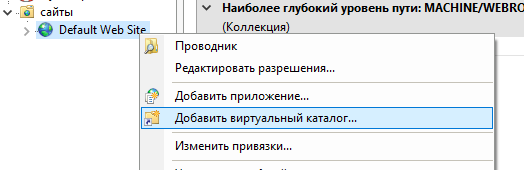 сайты
Default Web Site
Наиболее глубокий уровень пути: MACHINE/WEBRO
(Коллекция)
Проводник
Редактировать разрешения...
Добавить приложение...
Добавить виртуальный каталог...
Изменить привязки...